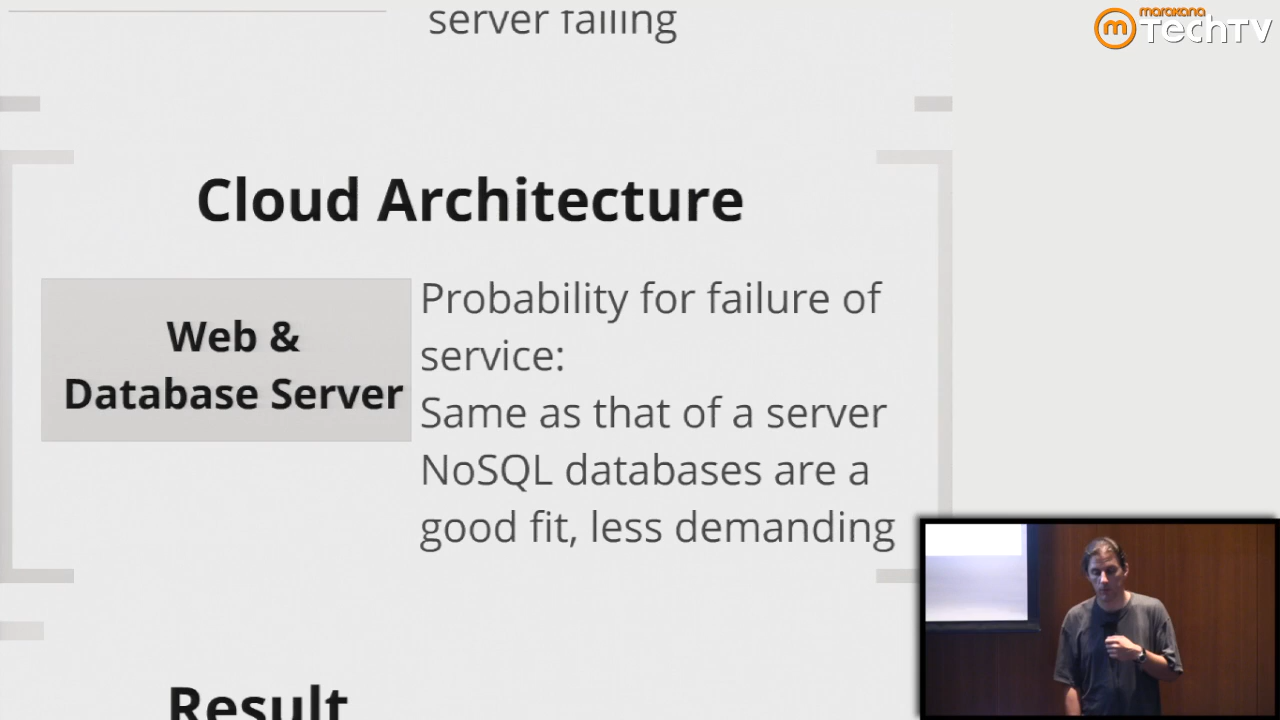 server failing
marakana
m TechTV
Cloud Architecture
Web &
Database Server
Probability for failure of
service:
Same as that of a server
NoSQL databases are a
good fit, less demanding
Result